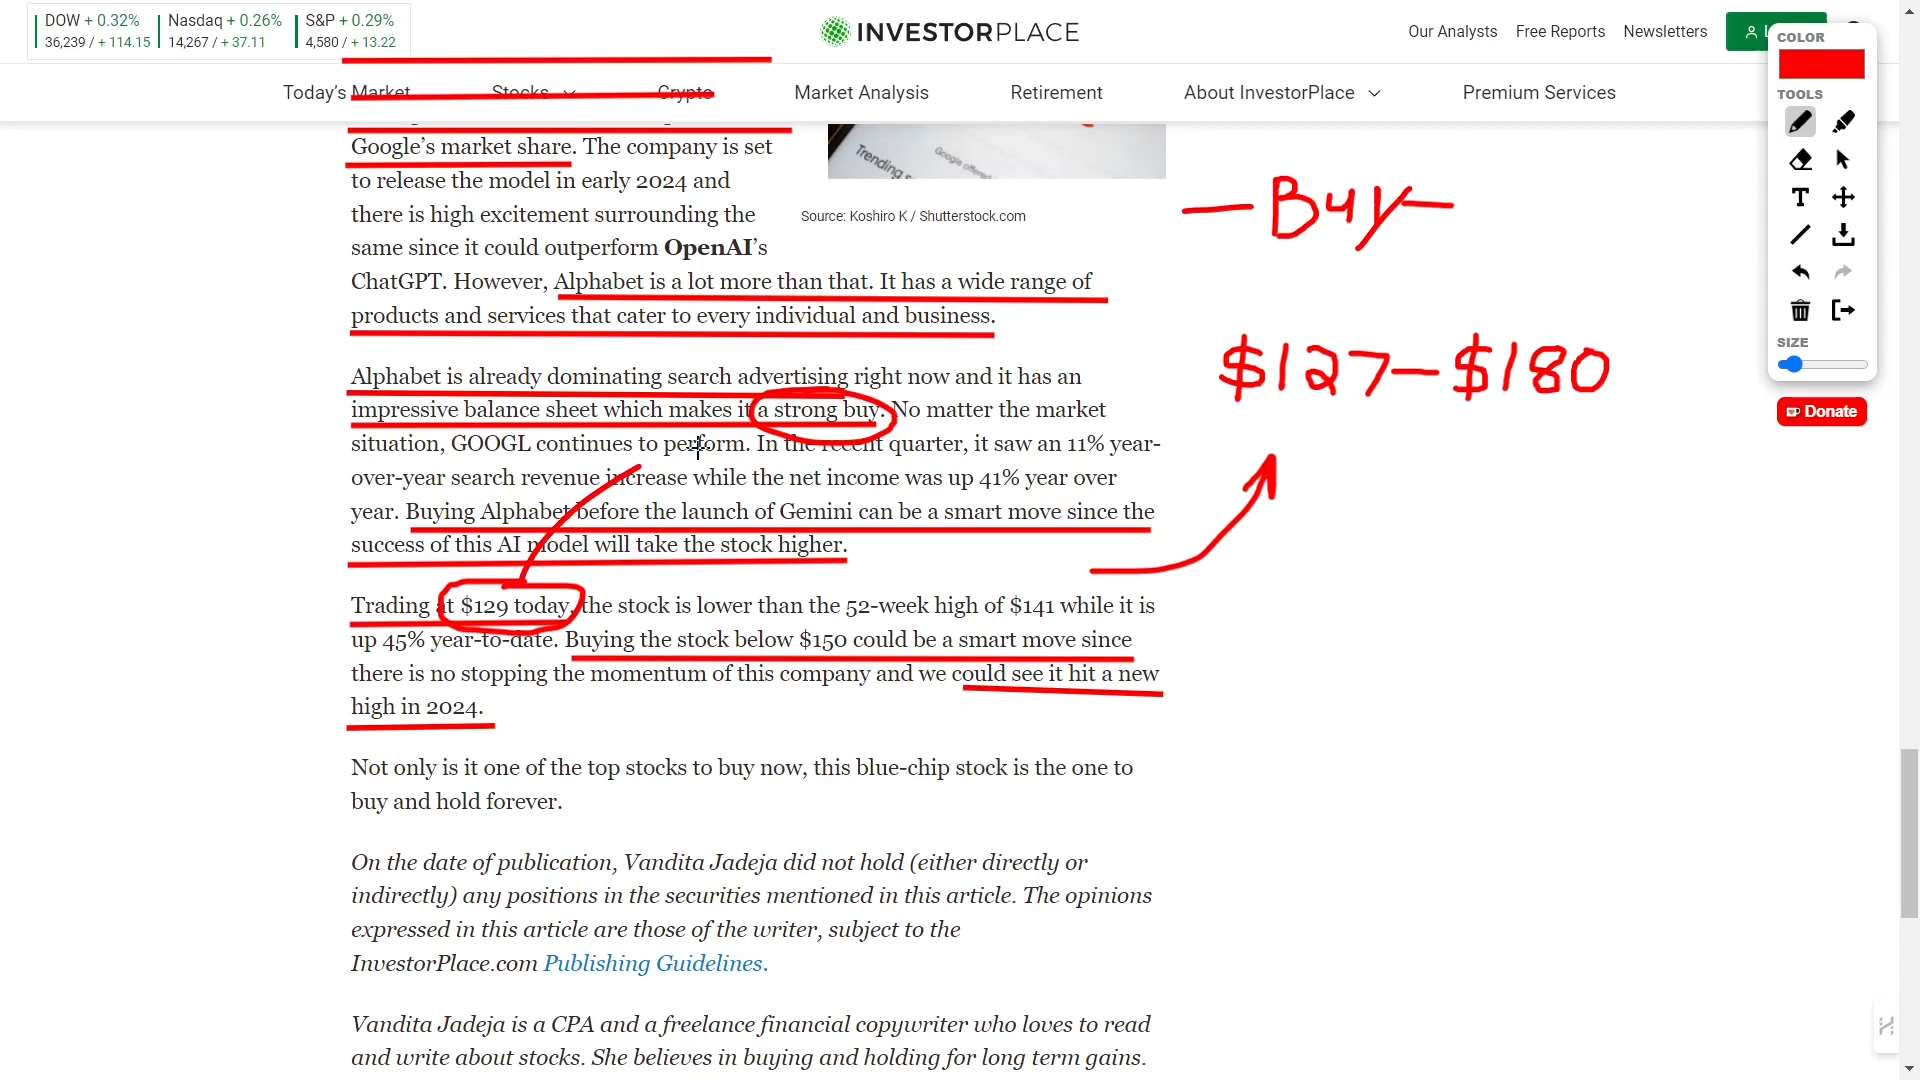 DOW + 0.32%
36,239 / + 114.15
Nasdaq + 0.26%
14,267 / + 37.11
S&P + 0.29%
4,580 / + 13.22
INVESTORPLACE
Our Analysts Free Reports Newsletters
Today's Market Stocks Crypto Market Analysis Retirement About InvestorPlace Premium Services
COLOR
TOOLS
SIZE
Donate
Google's market share. The company is set
to release the model in early 2024 and
there is high excitement surrounding the
same since it could outperform OpenAI's
ChatGPT. However, Alphabet is a lot more than that. It has a wide range of
products and services that cater to every individual and business.
Trending
Google offered
Source: Koshiro K / Shutterstock.com
Buy
$127-$180
Alphabet is already dominating search advertising right now and it has an
impressive balance sheet which makes it a strong buy. No matter the market
situation, GOOGL continues to perform. In the recent quarter, it saw an 11% year-
over-year search revenue increase while the net income was up 41% year over
year. Buying Alphabet before the launch of Gemini can be a smart move since the
success of this AI model will take the stock higher.
Trading at $129 today, the stock is lower than the 52-week high of $141 while it is
up 45% year-to-date. Buying the stock below $150 could be a smart move since
there is no stopping the momentum of this company and we could see it hit a new
high in 2024.
Not only is it one of the top stocks to buy now, this blue-chip stock is the one to
buy and hold forever.
On the date of publication, Vandita Jadeja did not hold (either directly or
indirectly) any positions in the securities mentioned in this article. The opinions
expressed in this article are those of the writer, subject to the
InvestorPlace.com Publishing Guidelines.
Vandita Jadeja is a CPA and a freelance financial copywriter who loves to read
and write about stocks. She believes in buying and holding for long term gains.